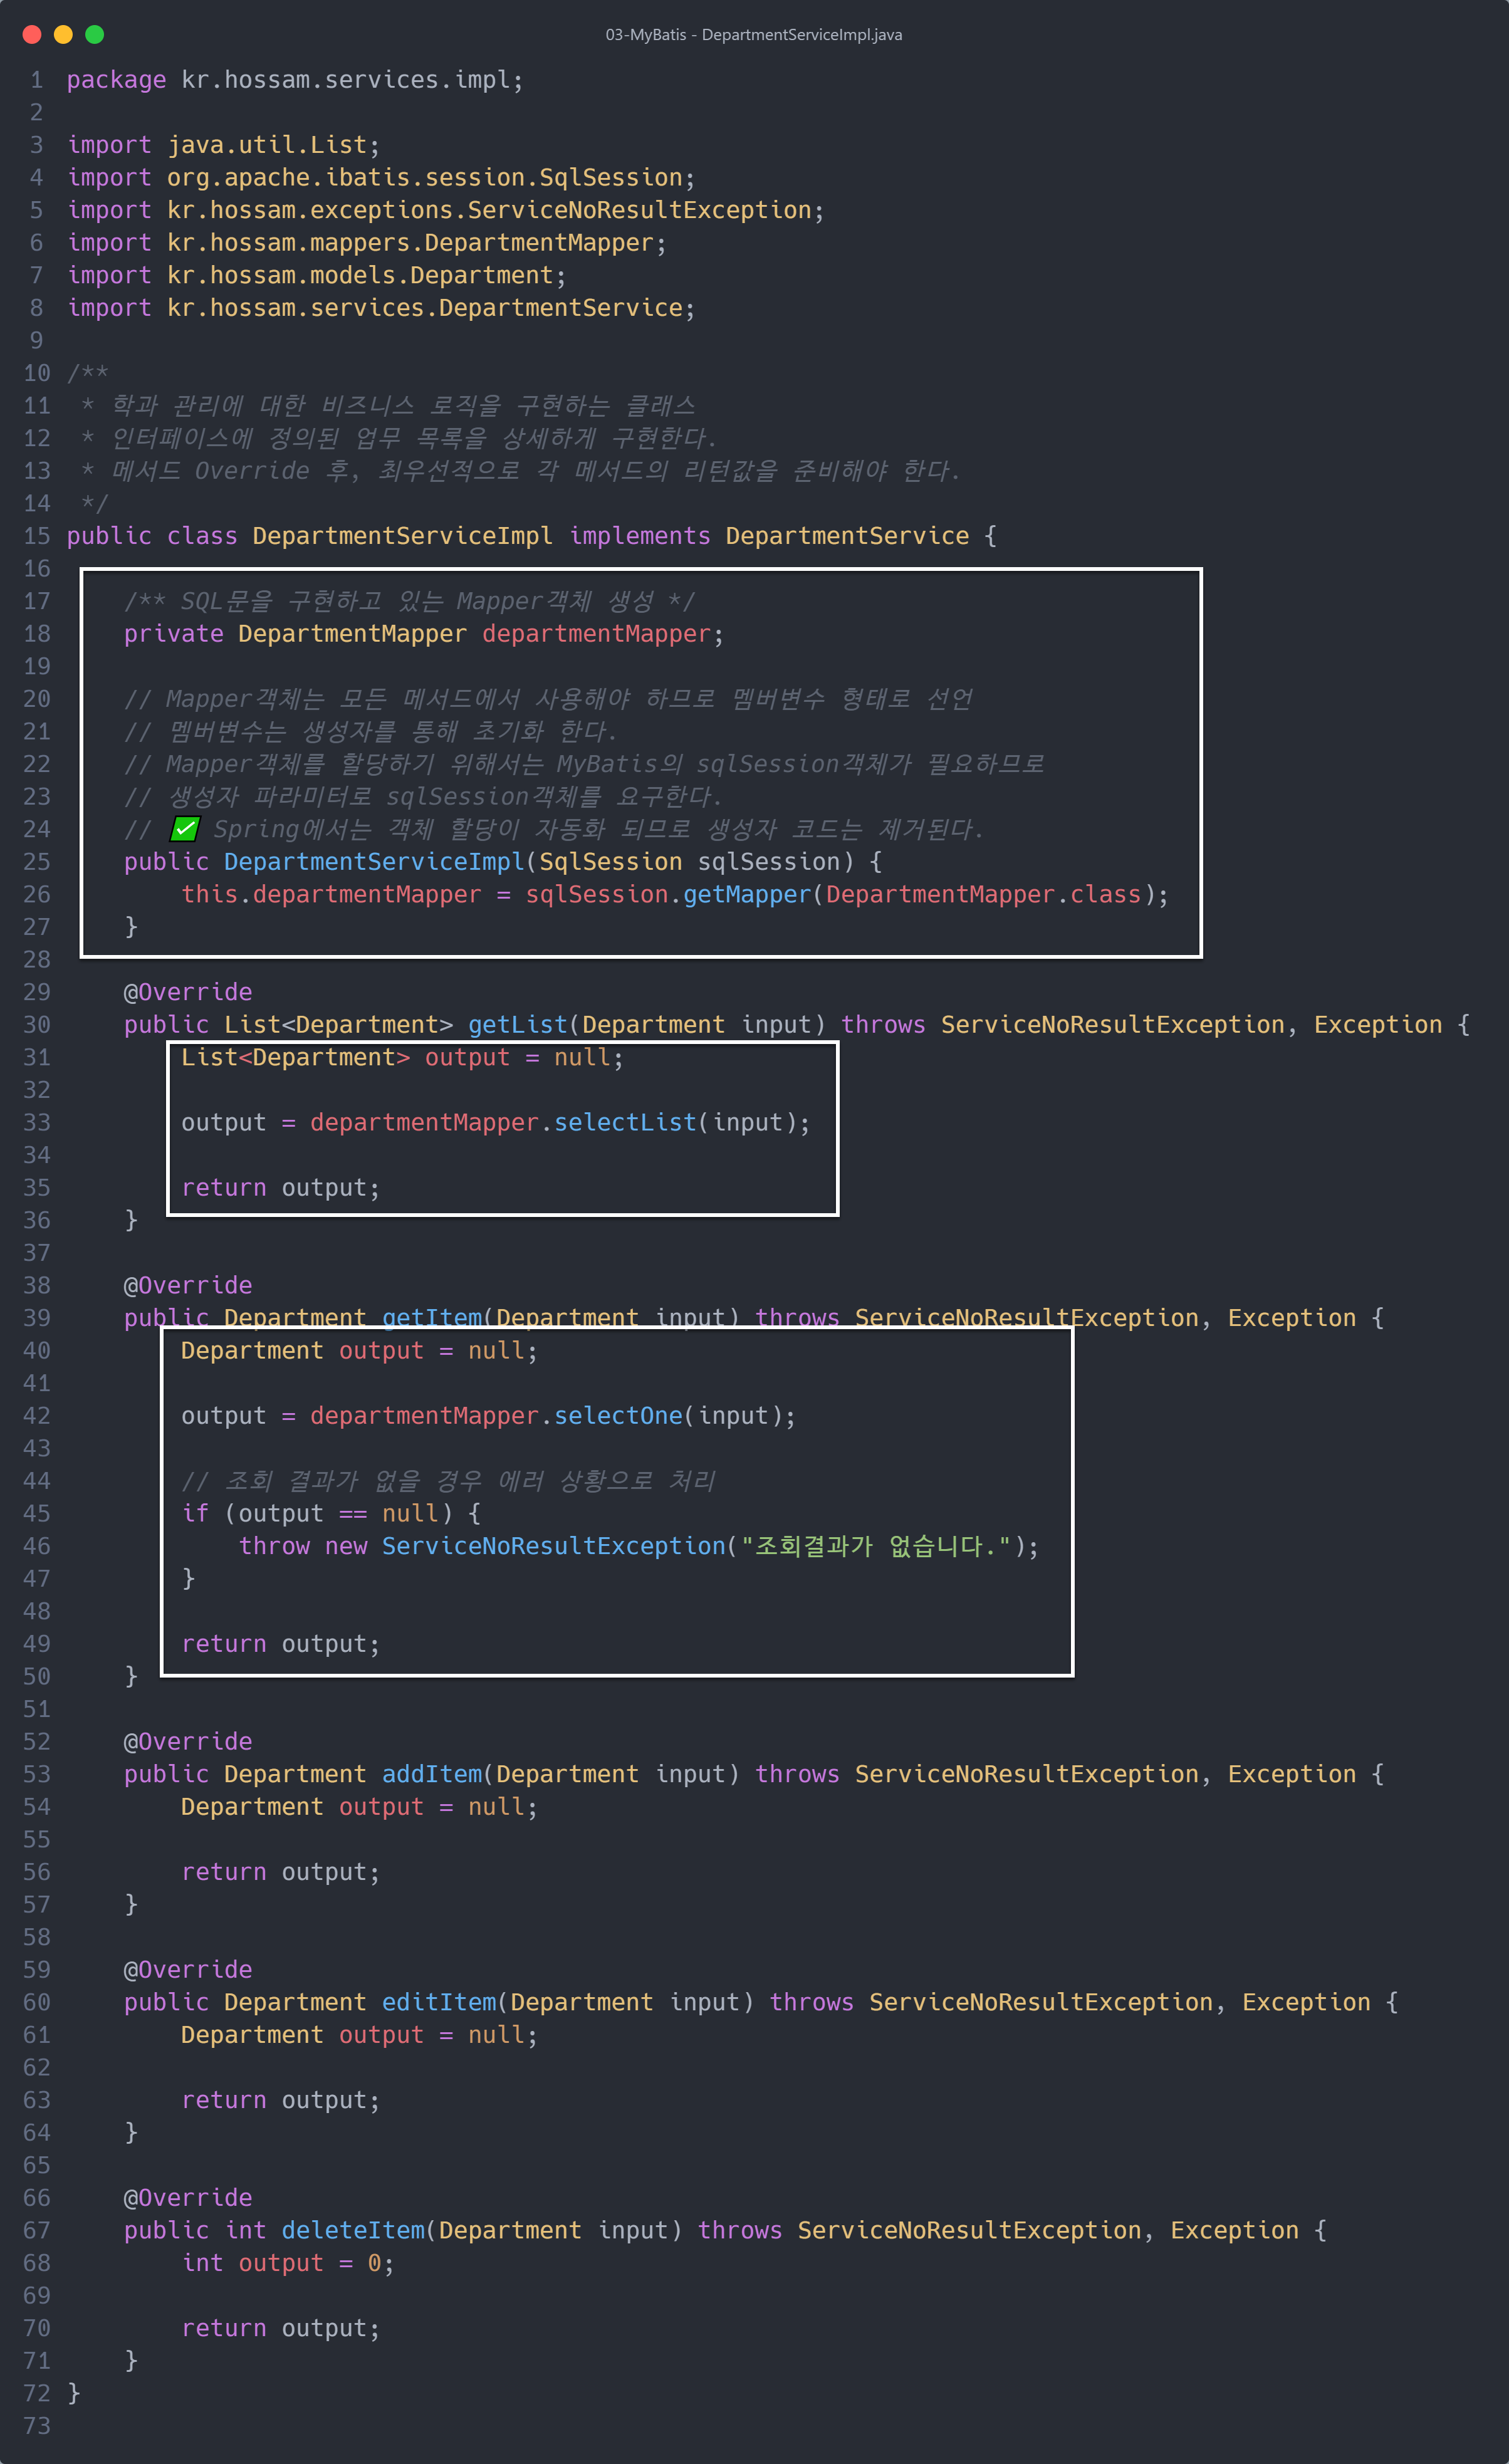 03-MyBatis - DepartmentServiceImpl.java
1 package kr.hossam.services.impl;
2
3 import java.util.List;
4 import org.apache.ibatis.session.SqlSession;
5 import kr.hossam.exceptions.ServiceNoResultException;
6 import kr.hossam.mappers.DepartmentMapper;
7 import kr.hossam.models.Department;
8 import kr.hossam.services.DepartmentService;
9
10 /**
11  * 학과 관리에 대한 비즈니스 로직을 구현하는 클래스
12  * 인터페이스에 정의된 업무 목록을 상세하게 구현한다.
13  * 메서드 Override 후, 최우선적으로 각 메서드의 리턴값을 준비해야 한다.
14  */
15 public class DepartmentServiceImpl implements DepartmentService {
16
17     /** SQL문을 구현하고 있는 Mapper객체 생성 */
18     private DepartmentMapper departmentMapper;
19
20     // Mapper객체는 모든 메서드에서 사용해야 하므로 멤버변수 형태로 선언
21     // 멤버변수는 생성자를 통해 초기화 한다.
22     // Mapper객체를 할당하기 위해서는 MyBatis의 sqlSession객체가 필요하므로
23     // 생성자 파라미터로 sqlSession객체를 요구한다.
24     // ✅ Spring에서는 객체 할당이 자동화 되므로 생성자 코드는 제거된다.
25     public DepartmentServiceImpl(SqlSession sqlSession) {
26         this.departmentMapper = sqlSession.getMapper(DepartmentMapper.class);
27     }
28
29     @Override
30     public List<Department> getList(Department input) throws ServiceNoResultException, Exception {
31         List<Department> output = null;
32
33         output = departmentMapper.selectList(input);
34
35         return output;
36     }
37
38     @Override
39     public Department getItem(Department input) throws ServiceNoResultException, Exception {
40         Department output = null;
41
42         output = departmentMapper.selectOne(input);
43
44         // 조회 결과가 없을 경우 에러 상황으로 처리
45         if (output == null) {
46             throw new ServiceNoResultException("조회결과가 없습니다.");
47         }
48
49         return output;
50     }
51
52     @Override
53     public Department addItem(Department input) throws ServiceNoResultException, Exception {
54         Department output = null;
55
56         return output;
57     }
58
59     @Override
60     public Department editItem(Department input) throws ServiceNoResultException, Exception {
61         Department output = null;
62
63         return output;
64     }
65
66     @Override
67     public int deleteItem(Department input) throws ServiceNoResultException, Exception {
68         int output = 0;
69
70         return output;
71     }
72 }
73